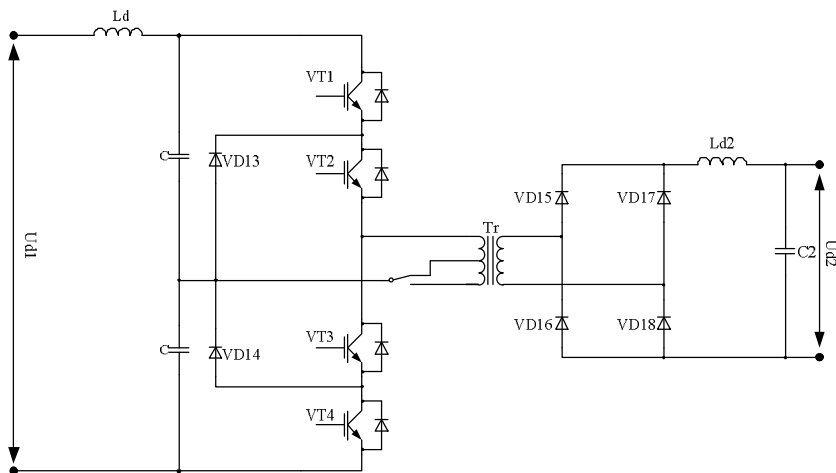 Ld
VT1
C
VD13
VT2
Ld2
VD15
VD17
Tr
Ud1
C2
Ud2
VD16
VD18
VT3
C
VD14
VT4